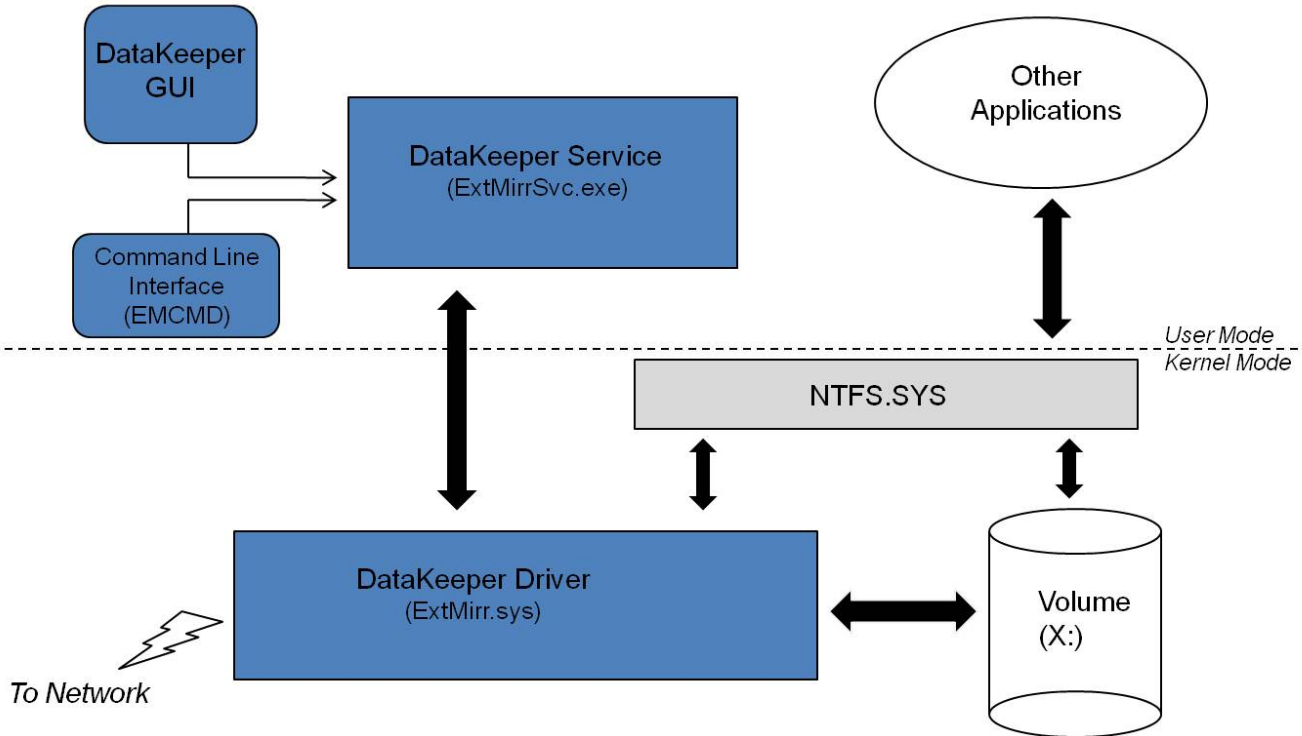 DataKeeper
GUI
DataKeeper Service
(ExtMirrSvc.exe)
Other
Applications
Command Line
Interface
(EMCMD)
User Mode
Kernel Mode
NTFS.SYS
DataKeeper Driver
(ExtMirr.sys)
Volume
(X:)
To Network